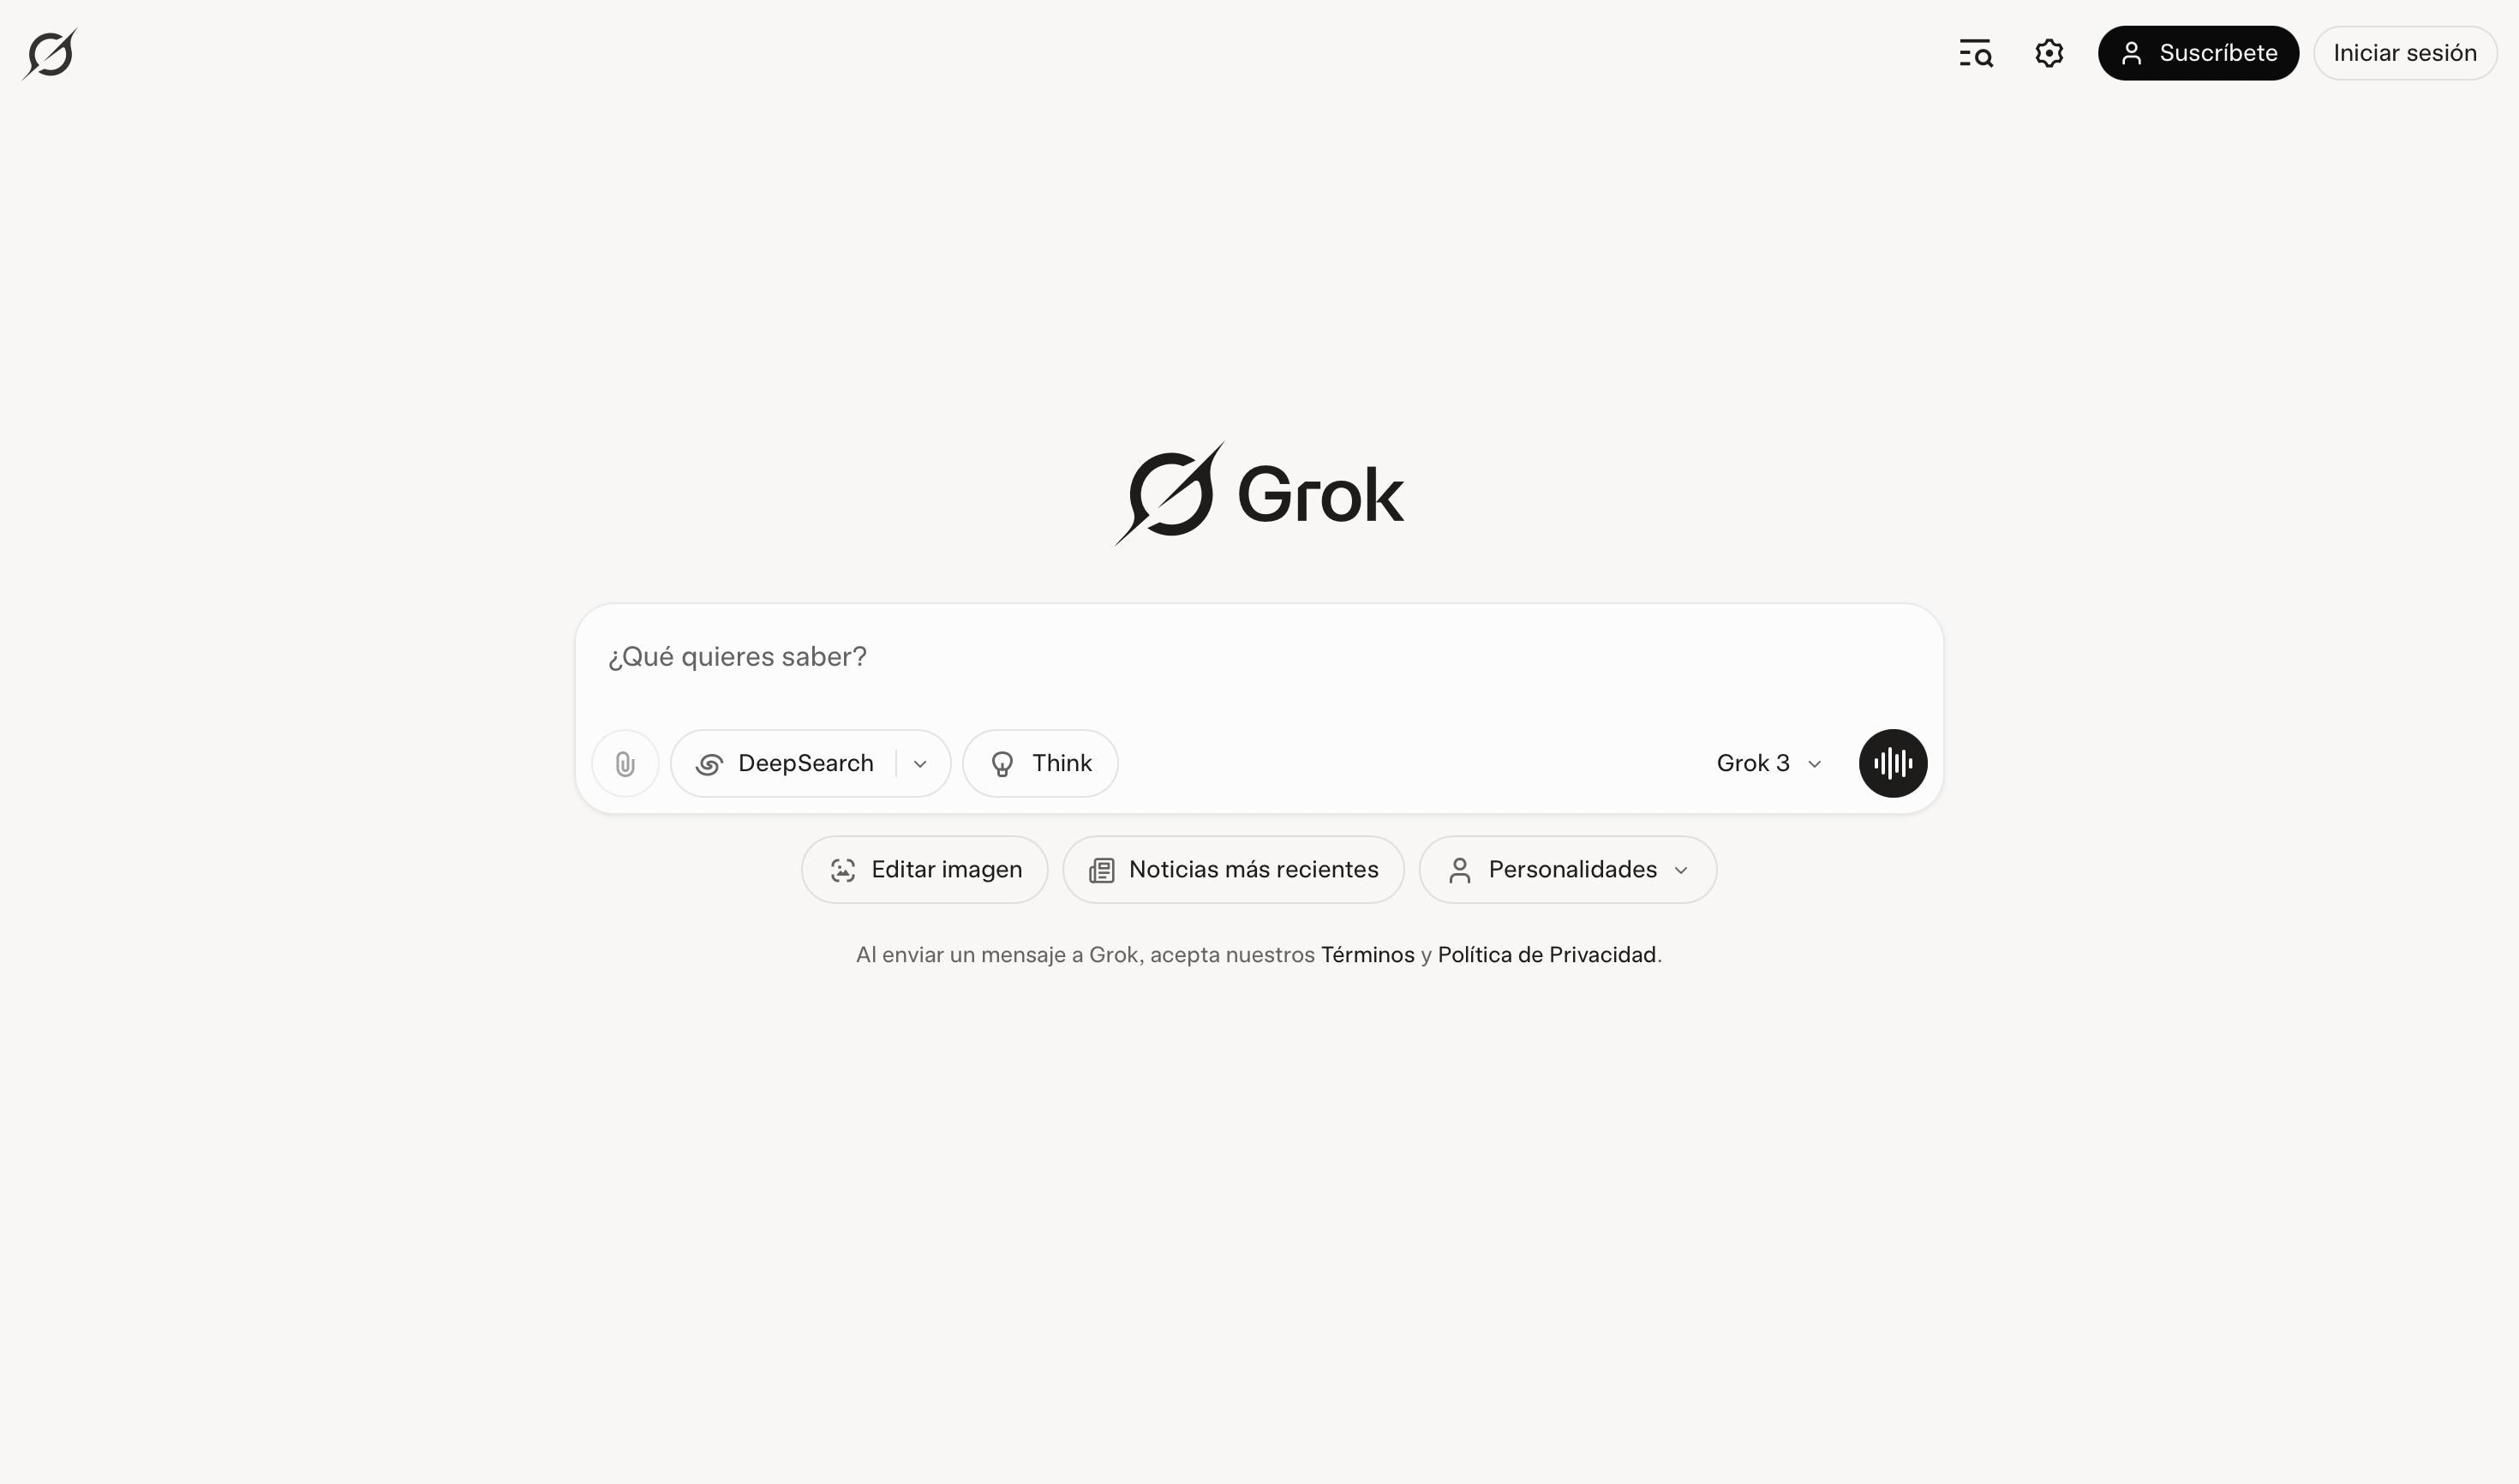 Suscríbete
Iniciar sesión
Grok
¿Qué quieres saber?
DeepSearch
Think
Grok 3
Editar imagen
Noticias más recientes
Personalidades
Al enviar un mensaje a Grok, acepta nuestros Términos y Política de Privacidad.